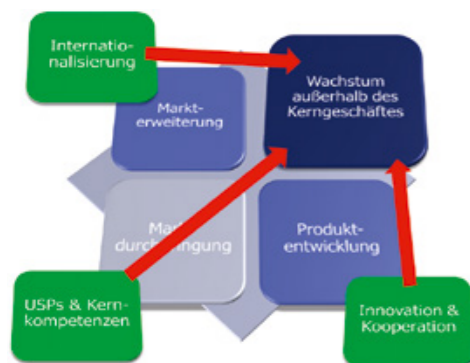 Internatio-
nalisierung
Wachstum
außerhalb des
Kerngeschäftes
Markt-
erweiterung
Produkt-
entwicklung
USPs & Kern-
kompetenzen
Innovation &
Kooperation